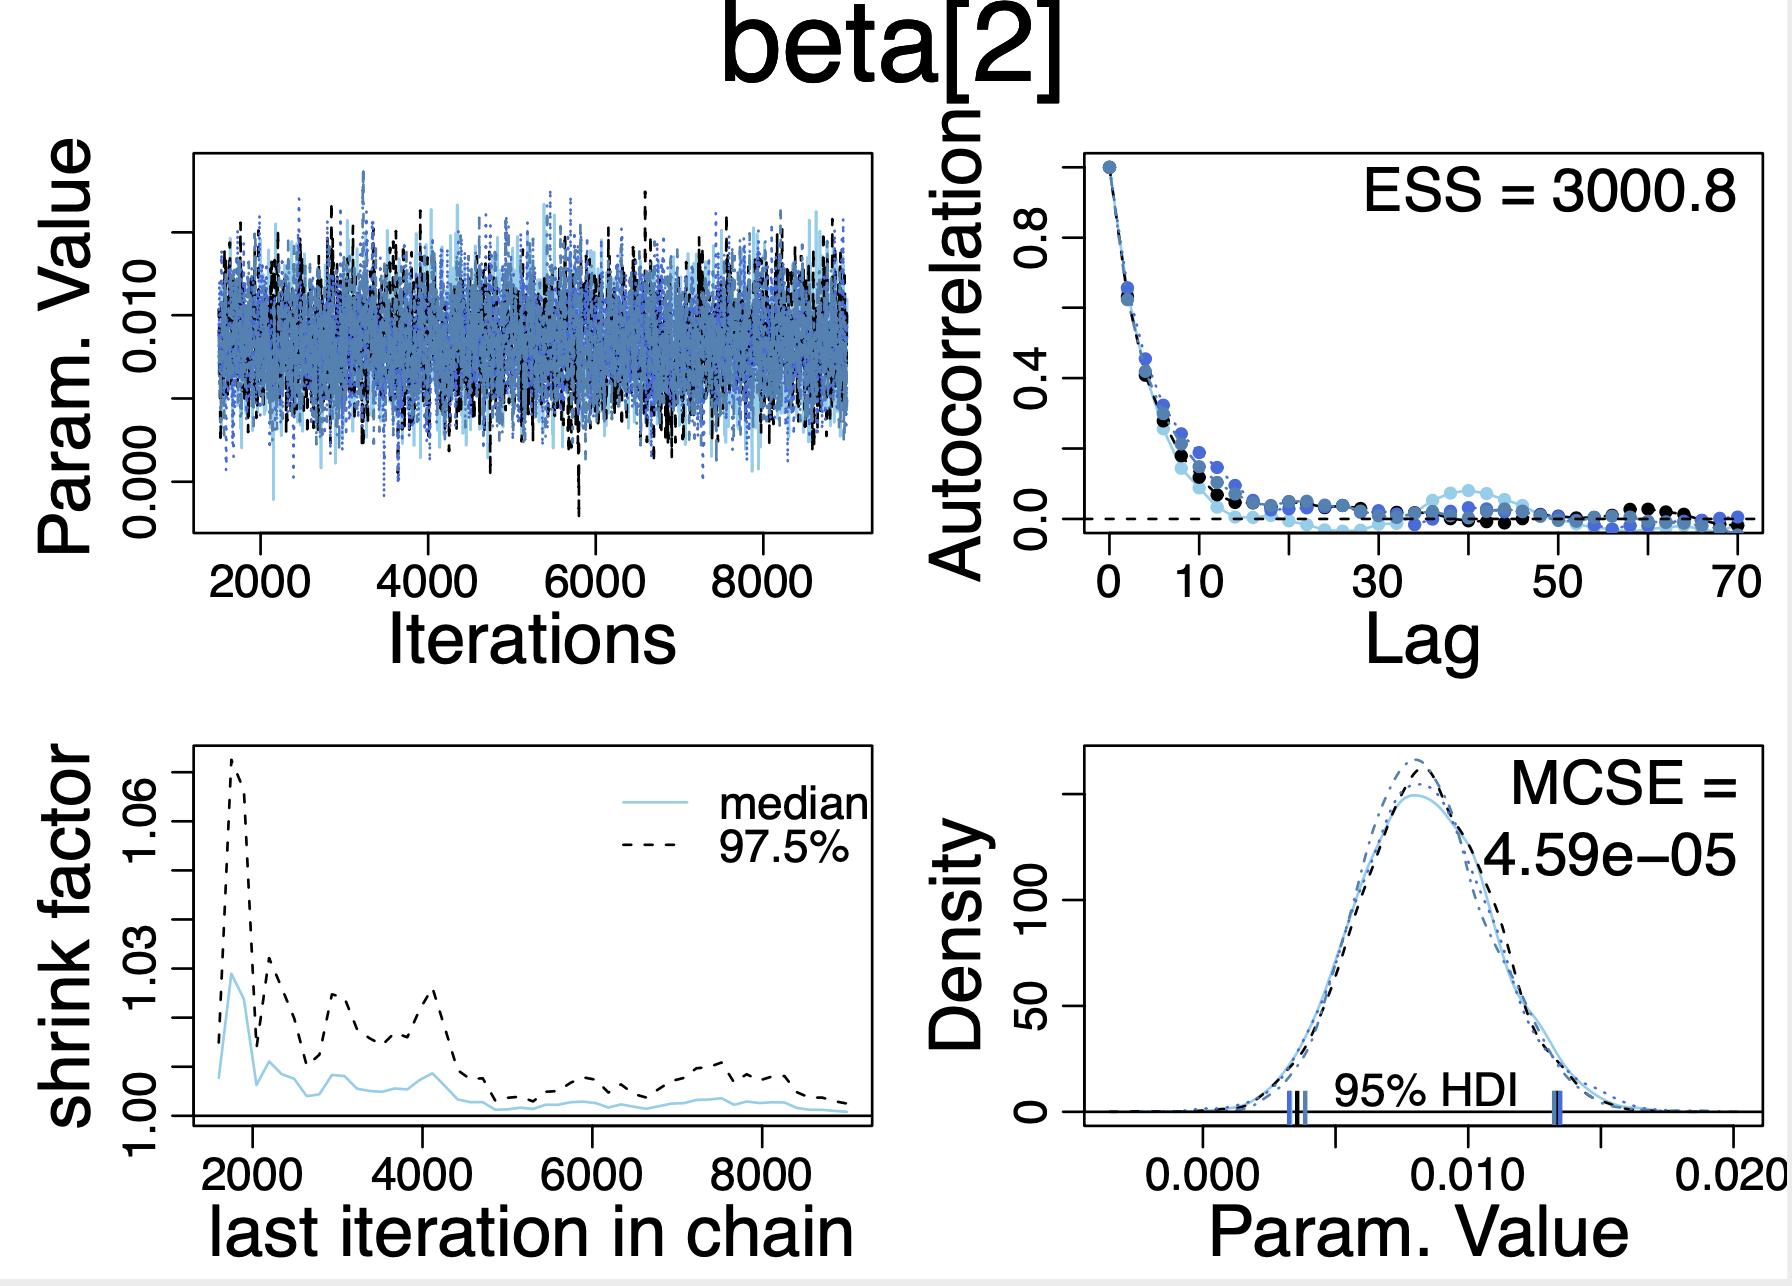 beta[2]
Param. Value
0.000 0.010
2000 4000 6000 8000
Iterations
Autocorrelation
0.0 0.4 0.8
ESS = 3000.8
0 10 30 50 70
Lag
shrink factor
1.00 1.03 1.06
median
97.5%
2000 4000 6000 8000
last iteration in chain
Density
0 50 100
MCSE =
4.59e−05
95% HDI
0.000 0.010 0.020
Param. Value